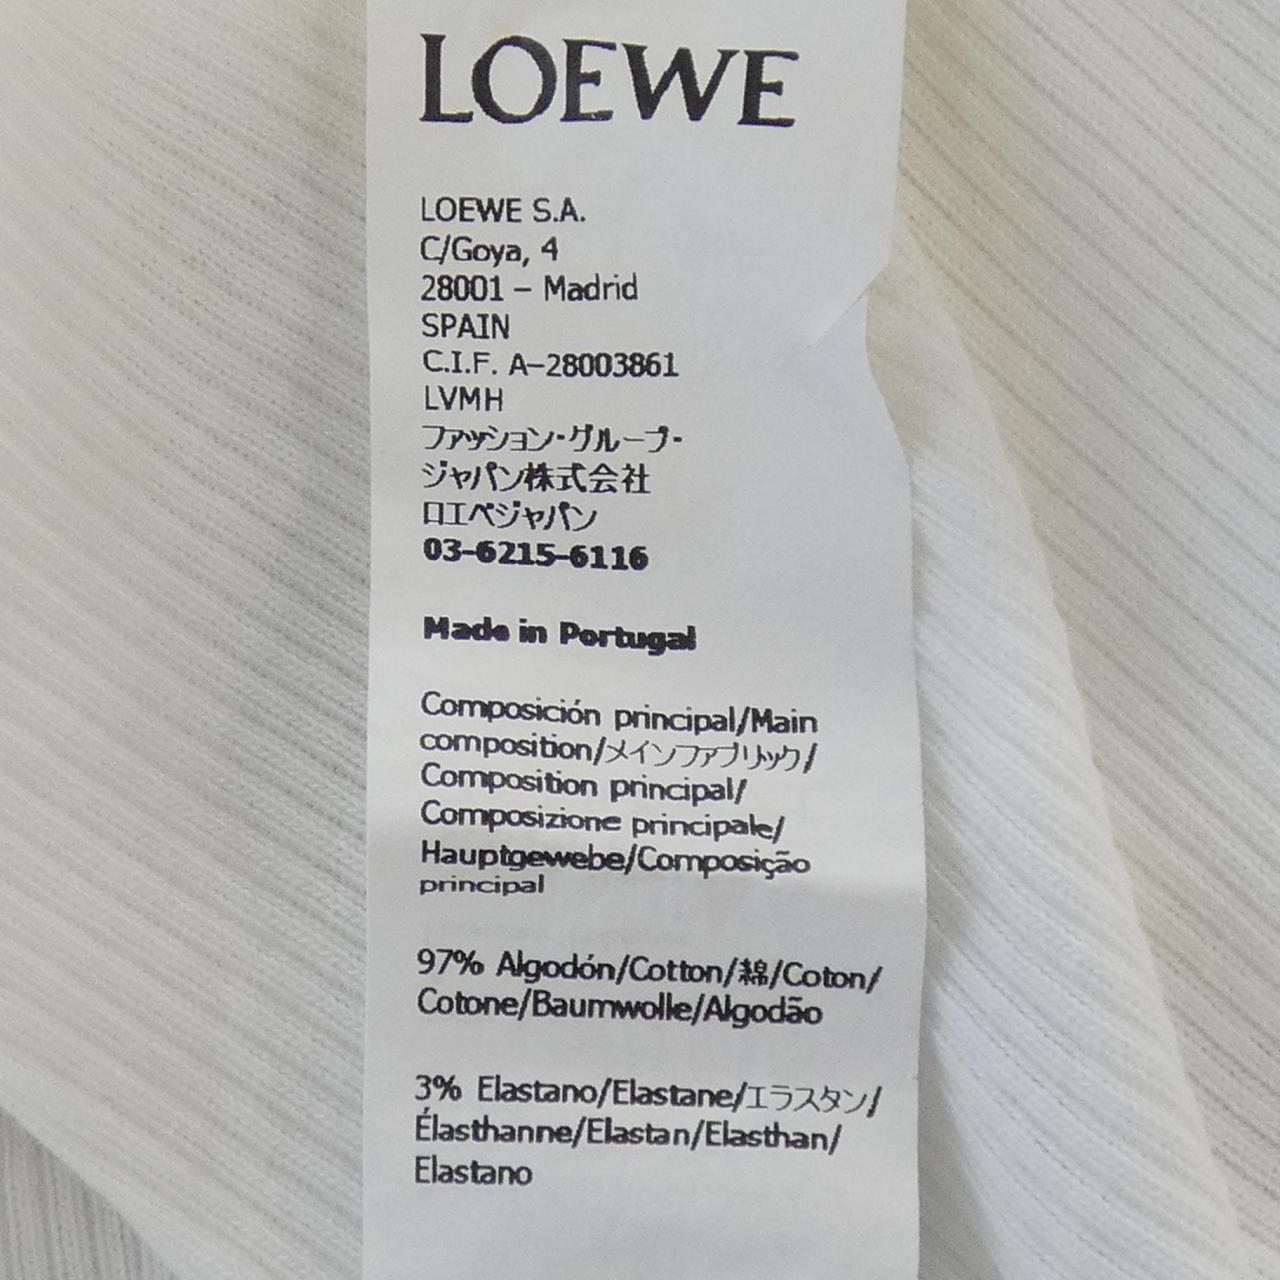 LOEWE
LOEWE S.A.
C/Goya, 4
28001 – Madrid
SPAIN
C.I.F. A–28003861
LVMH
ファッション・グループ・
ジャパン株式会社
ロエベジャパン
03-6215-6116
Made in Portugal
Composición principal/Main
composition/メインファブリック/
Composition principal/
Composizione principale/
Hauptgewebe/Composição
principal
97% Algodón/Cotton/綿/Coton/
Cotone/Baumwolle/Algodão
3% Elastano/Elastane/エラスタン/
Élasthanne/Elastan/Elasthan/
Elastano